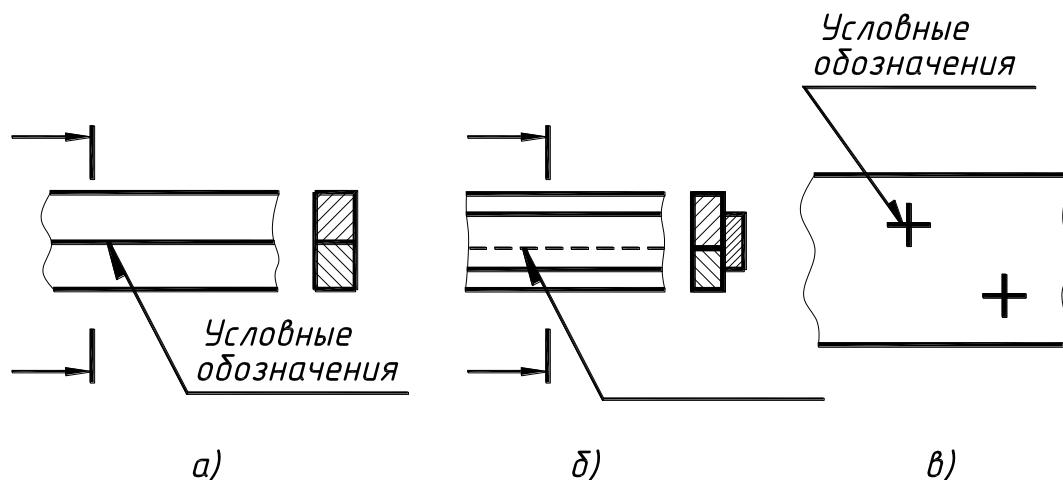 Условные
обозначения
Условные
обозначения
а)
б)
в)